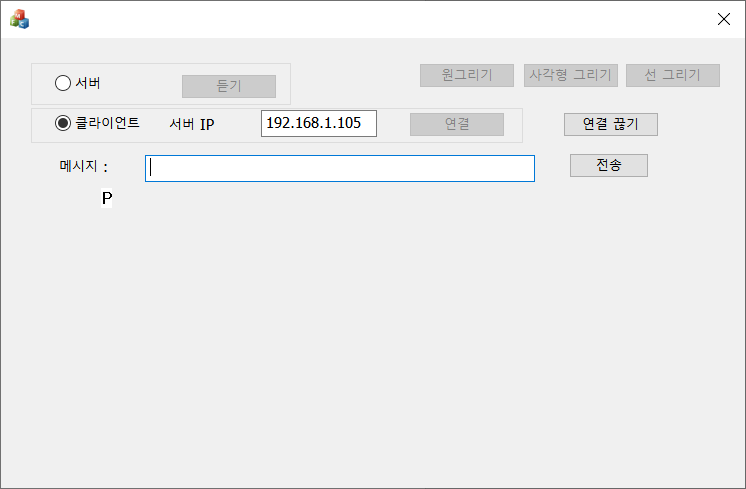 서버
듣기
원그리기
사각형 그리기
선 그리기
클라이언트
서버 IP
192.168.1.105
연결
연결 끊기
메시지 :
전송
P